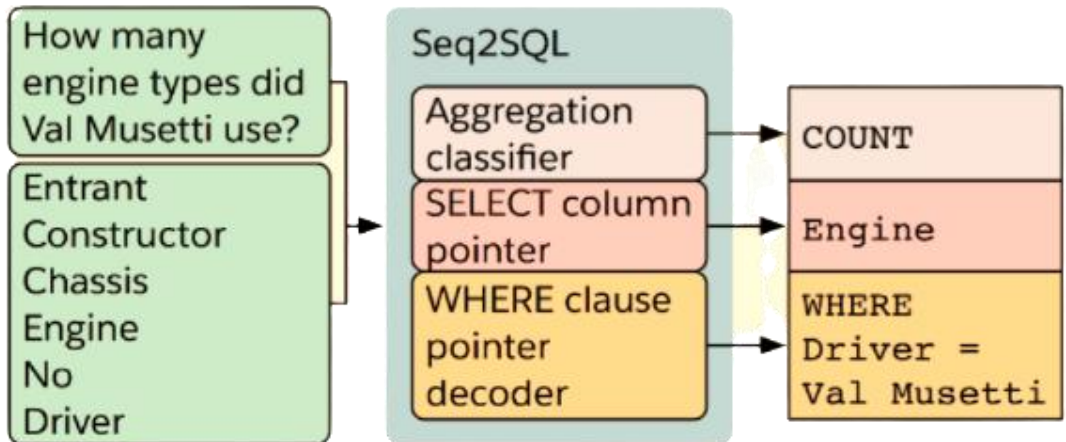 How many
engine types did
Val Musetti use?
Entrant
Constructor
Chassis
Engine
No
Driver
Seq2SQL
Aggregation
classifier
SELECT column
pointer
WHERE clause
pointer
decoder
COUNT
Engine
WHERE
Driver =
Val Musetti